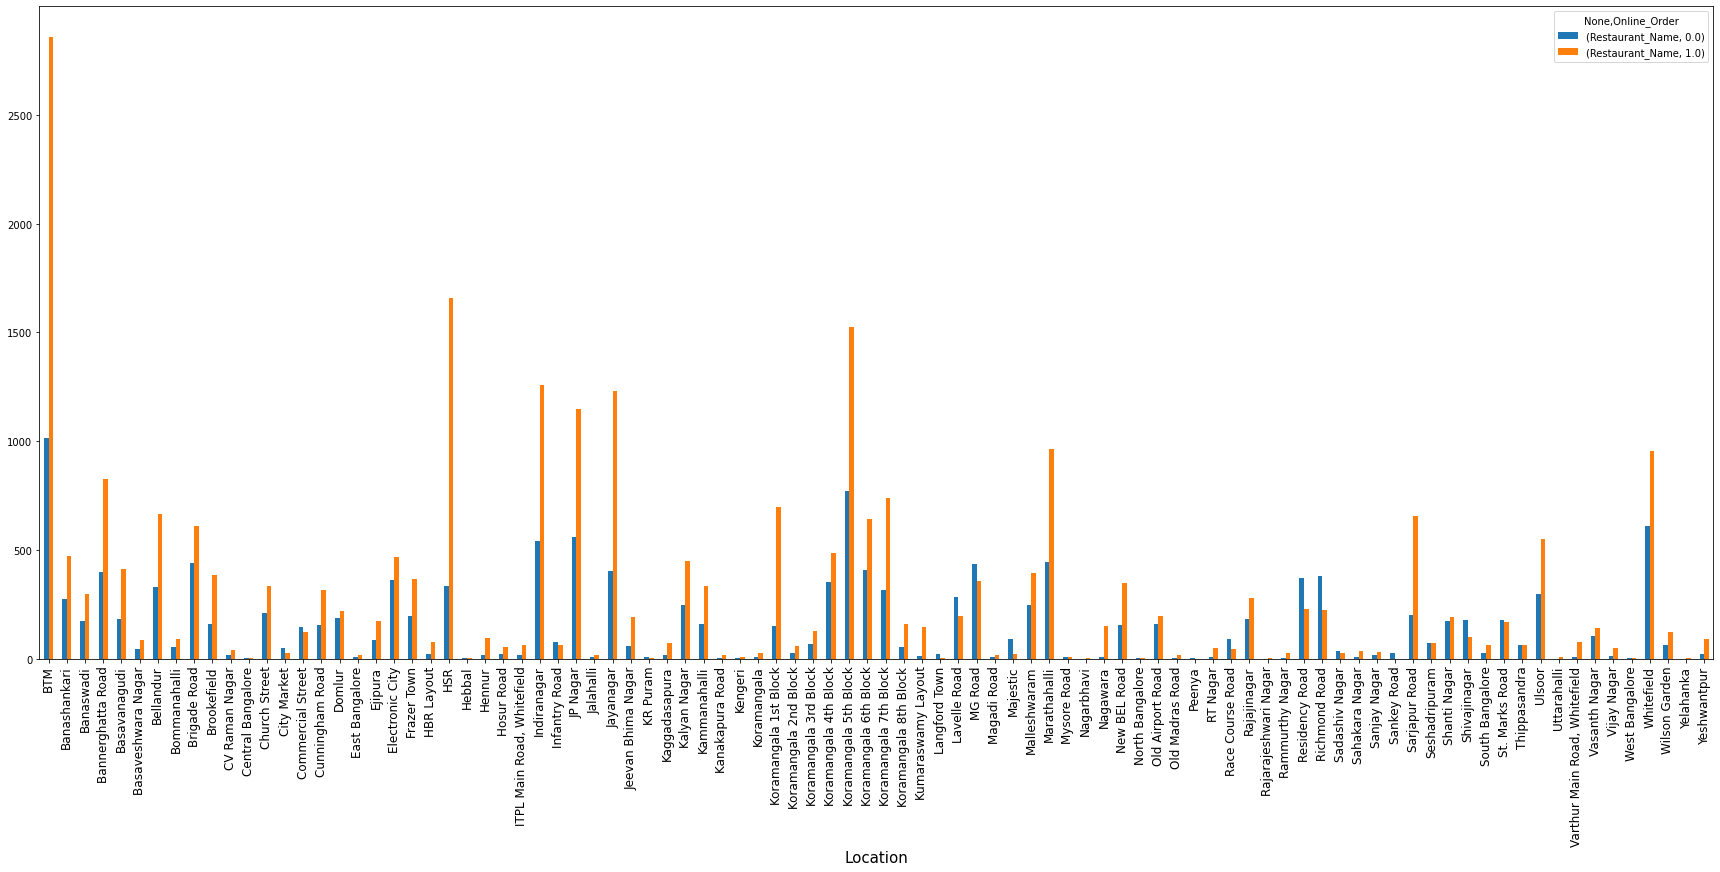 None,Online_Order
(Restaurant_Name, 0.0)
(Restaurant_Name, 1.0)
2500
2000
1500
1000
500
0
BTM
Banashankari
Banaswadi
Bannerghatta Road
Basavanagudi
Basaveshwara Nagar
Bellandur
Bommanahalli
Brigade Road
Brookefield
CV Raman Nagar
Central Bangalore
Church Street
City Market
Commercial Street
Cunningham Road
Domlur
East Bangalore
Ejipura
Electronic City
Frazer Town
HBR Layout
HSR
Hebbal
Hennur
Hosur Road
ITPL Main Road, Whitefield
Indiranagar
Infantry Road
JP Nagar
Jalahalli
Jayanagar
Jeevan Bhima Nagar
KR Puram
Kaggadasapura
Kalyan Nagar
Kammanahalli
Kanakapura Road
Kengeri
Koramangala
Koramangala 1st Block
Koramangala 2nd Block
Koramangala 3rd Block
Koramangala 4th Block
Koramangala 5th Block
Koramangala 6th Block
Koramangala 7th Block
Koramangala 8th Block
Kumaraswamy Layout
Langford Town
Lavelle Road
MG Road
Magadi Road
Majestic
Malleshwaram
Marathahalli
Mysore Road
Nagarbhavi
Nagawara
New BEL Road
North Bangalore
Old Airport Road
Old Madras Road
Peenya
RT Nagar
Race Course Road
Rajajinagar
Rajarajeshwari Nagar
Rammurthy Nagar
Residency Road
Richmond Road
Sadashiv Nagar
Sahakara Nagar
Sanjay Nagar
Sankey Road
Sarjapur Road
Seshadripuram
Shanti Nagar
Shivajinagar
South Bangalore
St. Marks Road
Thippasandra
Ulsoor
Uttarahalli
Varthur Main Road, Whitefield
Vasanth Nagar
Vijay Nagar
West Bangalore
Whitefield
Wilson Garden
Yelahanka
Yeshwantpur
Location